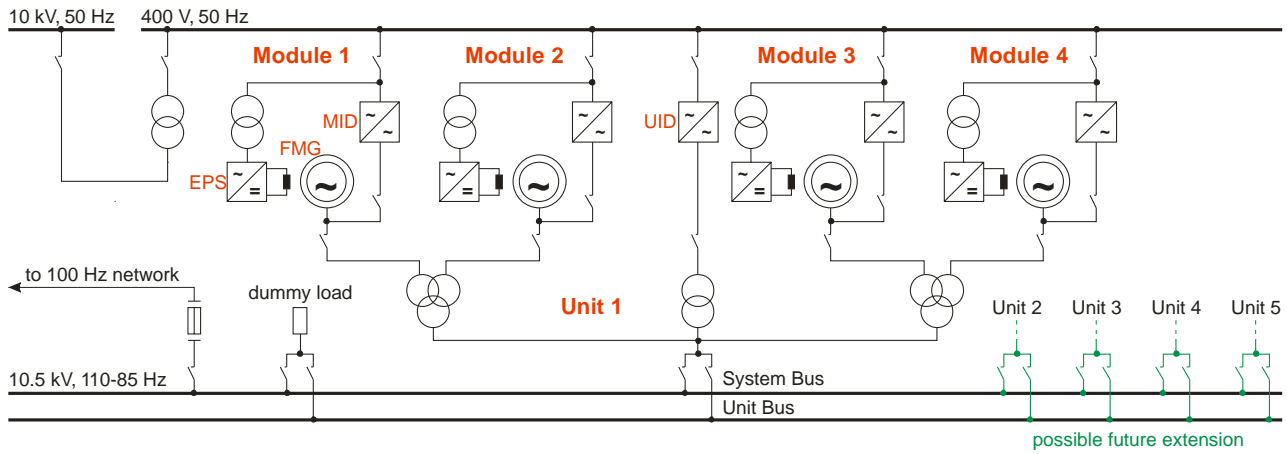 10 kV, 50 Hz
400 V, 50 Hz
Module 1
Module 2
Module 3
Module 4
MID
UID
FMG
EPS
~
~
~
~
~
~
~
~
~
~
~
=
~
~
=
~
~
=
~
~
=
~
to 100 Hz network
dummy load
Unit 1
Unit 2
Unit 3
Unit 4
Unit 5
10.5 kV, 110-85 Hz
System Bus
Unit Bus
possible future extension